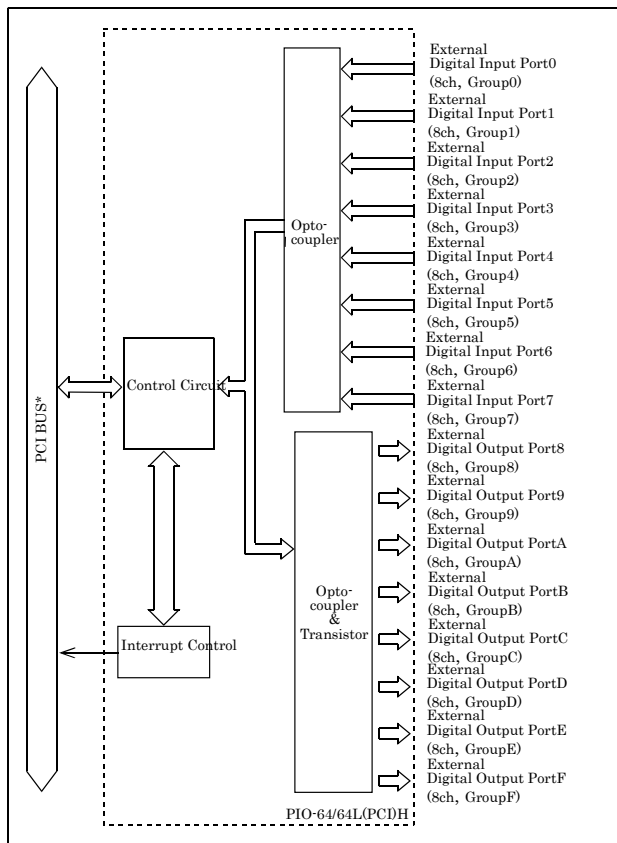 External
Digital Input Port0
(8ch, Group0)
External
Digital Input Port1
(8ch, Group1)
External
Digital Input Port2
(8ch, Group2)
External
Digital Input Port3
(8ch, Group3)
External
Digital Input Port4
(8ch, Group4)
External
Digital Input Port5
(8ch, Group5)
External
Digital Input Port6
(8ch, Group6)
External
Digital Input Port7
(8ch, Group7)
External
Digital Output Port8
(8ch, Group8)
External
Digital Output Port9
(8ch, Group9)
External
Digital Output PortA
(8ch, GroupA)
External
Digital Output PortB
(8ch, GroupB)
External
Digital Output PortC
(8ch, GroupC)
External
Digital Output PortD
(8ch, GroupD)
External
Digital Output PortE
(8ch, GroupE)
External
Digital Output PortF
(8ch, GroupF)
Opto-
coupler
Control Circuit
PCI BUS*
Opto-
coupler
&
Transistor
Interrupt Control
PIO-64/64L(PCI)H